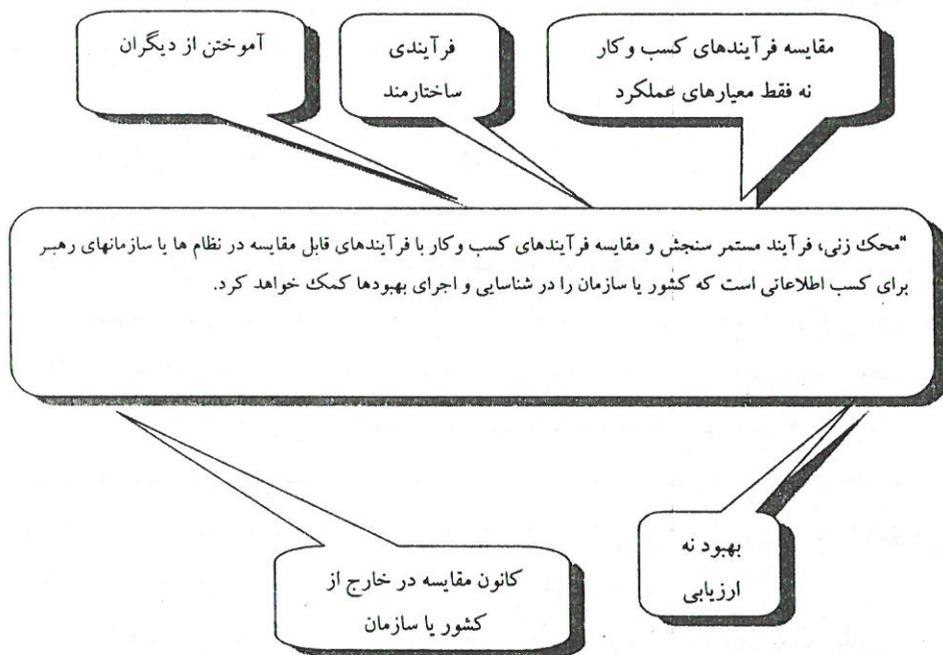 مقایسه فرآیندهای کسب و کار
نه فقط معیارهای عملکرد
فرآیندی
ساختارمند
آموختن از دیگران
"محک زنی، فرآیند مستمر سنجش و مقایسه فرآیندهای کسب و کار با فرآیندهای قابل مقایسه در نظام ها یا سازمانهای رهبر
برای کسب اطلاعاتی است که کشور یا سازمان را در شناسایی و اجرای بهبودها کمک خواهد کرد.
بهبود نه
ارزیابی
کانون مقایسه در خارج از
کشور یا سازمان